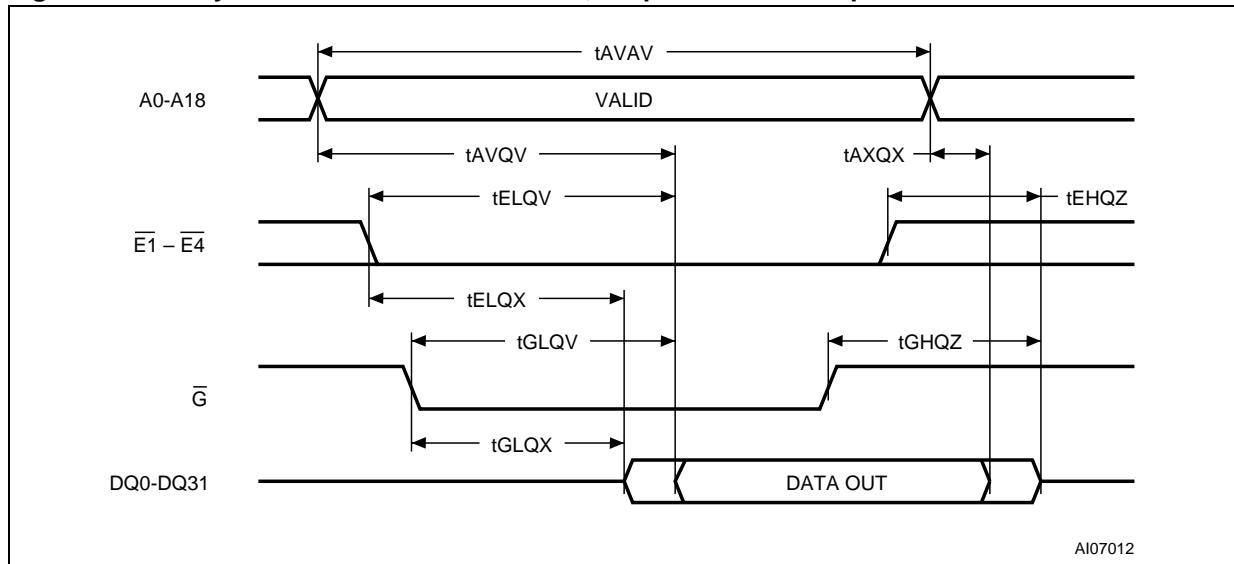 tAVAV
A0-A18
VALID
tAVQV
tAXQX
tELQV
tEHQZ
E1 – E4
tELQX
tGLQV
tGHQZ
G
tGLQX
DQ0-DQ31
DATA OUT
AI07012